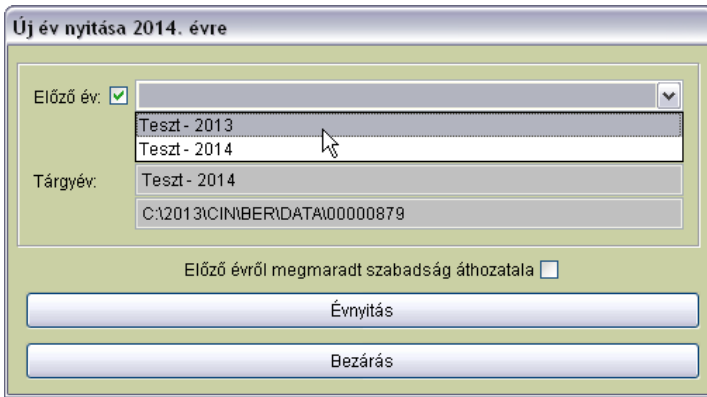 Új év nyitása 2014. évre
Előző év:
Teszt - 2013
Teszt - 2014
Tárgyév:
Teszt - 2014
C:\2013\CIN\BER\DATA\00000879
Előző évről megmaradt szabadság áthozatala
Évnyitás
Bezárás